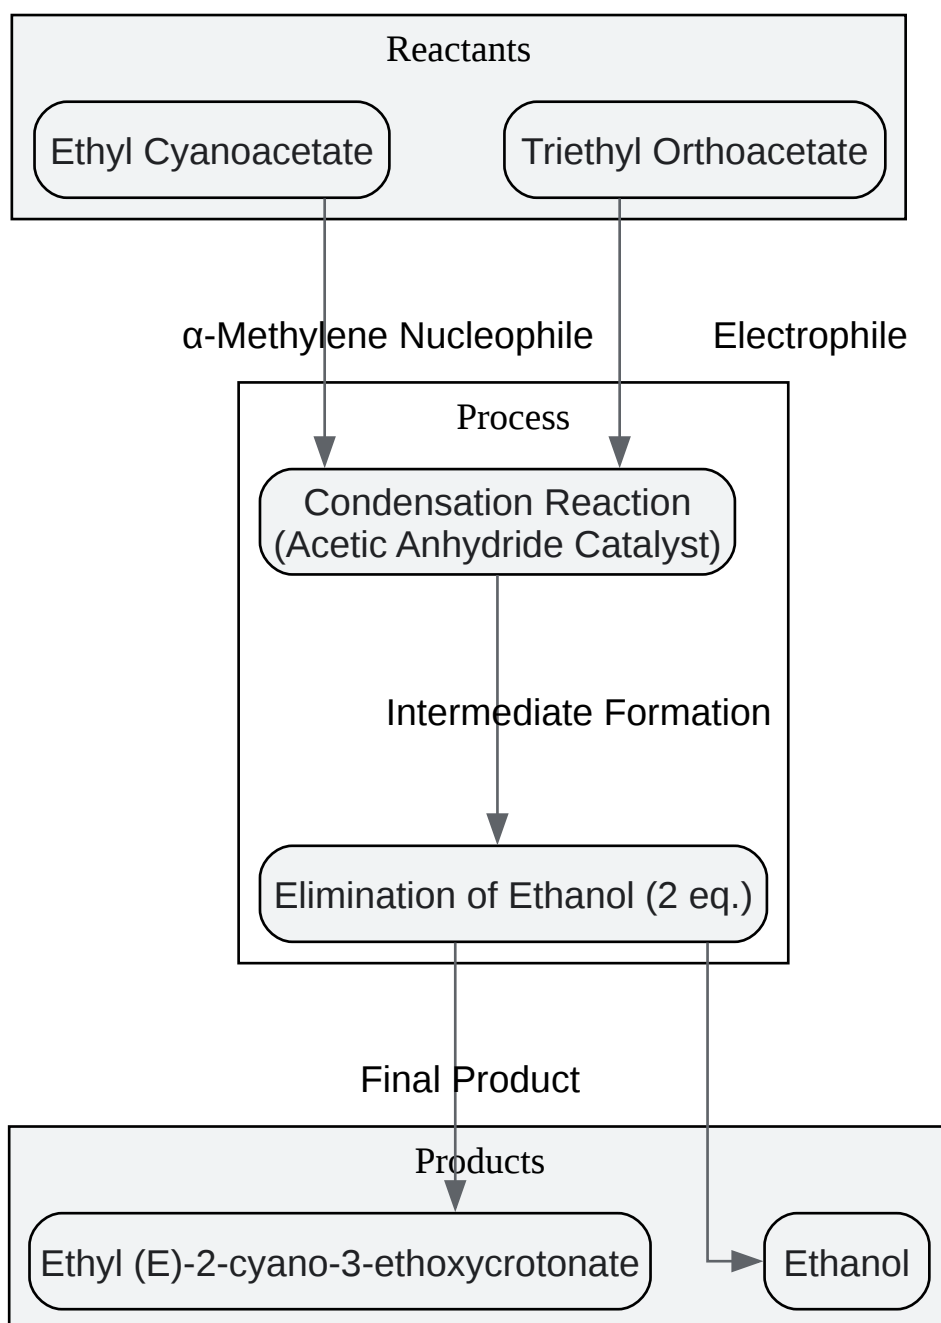 Reactants
Ethyl Cyanoacetate
Triethyl Orthoacetate
α-Methylene Nucleophile
Electrophile
Process
Condensation Reaction
(Acetic Anhydride Catalyst)
Intermediate Formation
Elimination of Ethanol (2 eq.)
Final Product
Products
Ethyl (E)-2-cyano-3-ethoxycrotonate
Ethanol